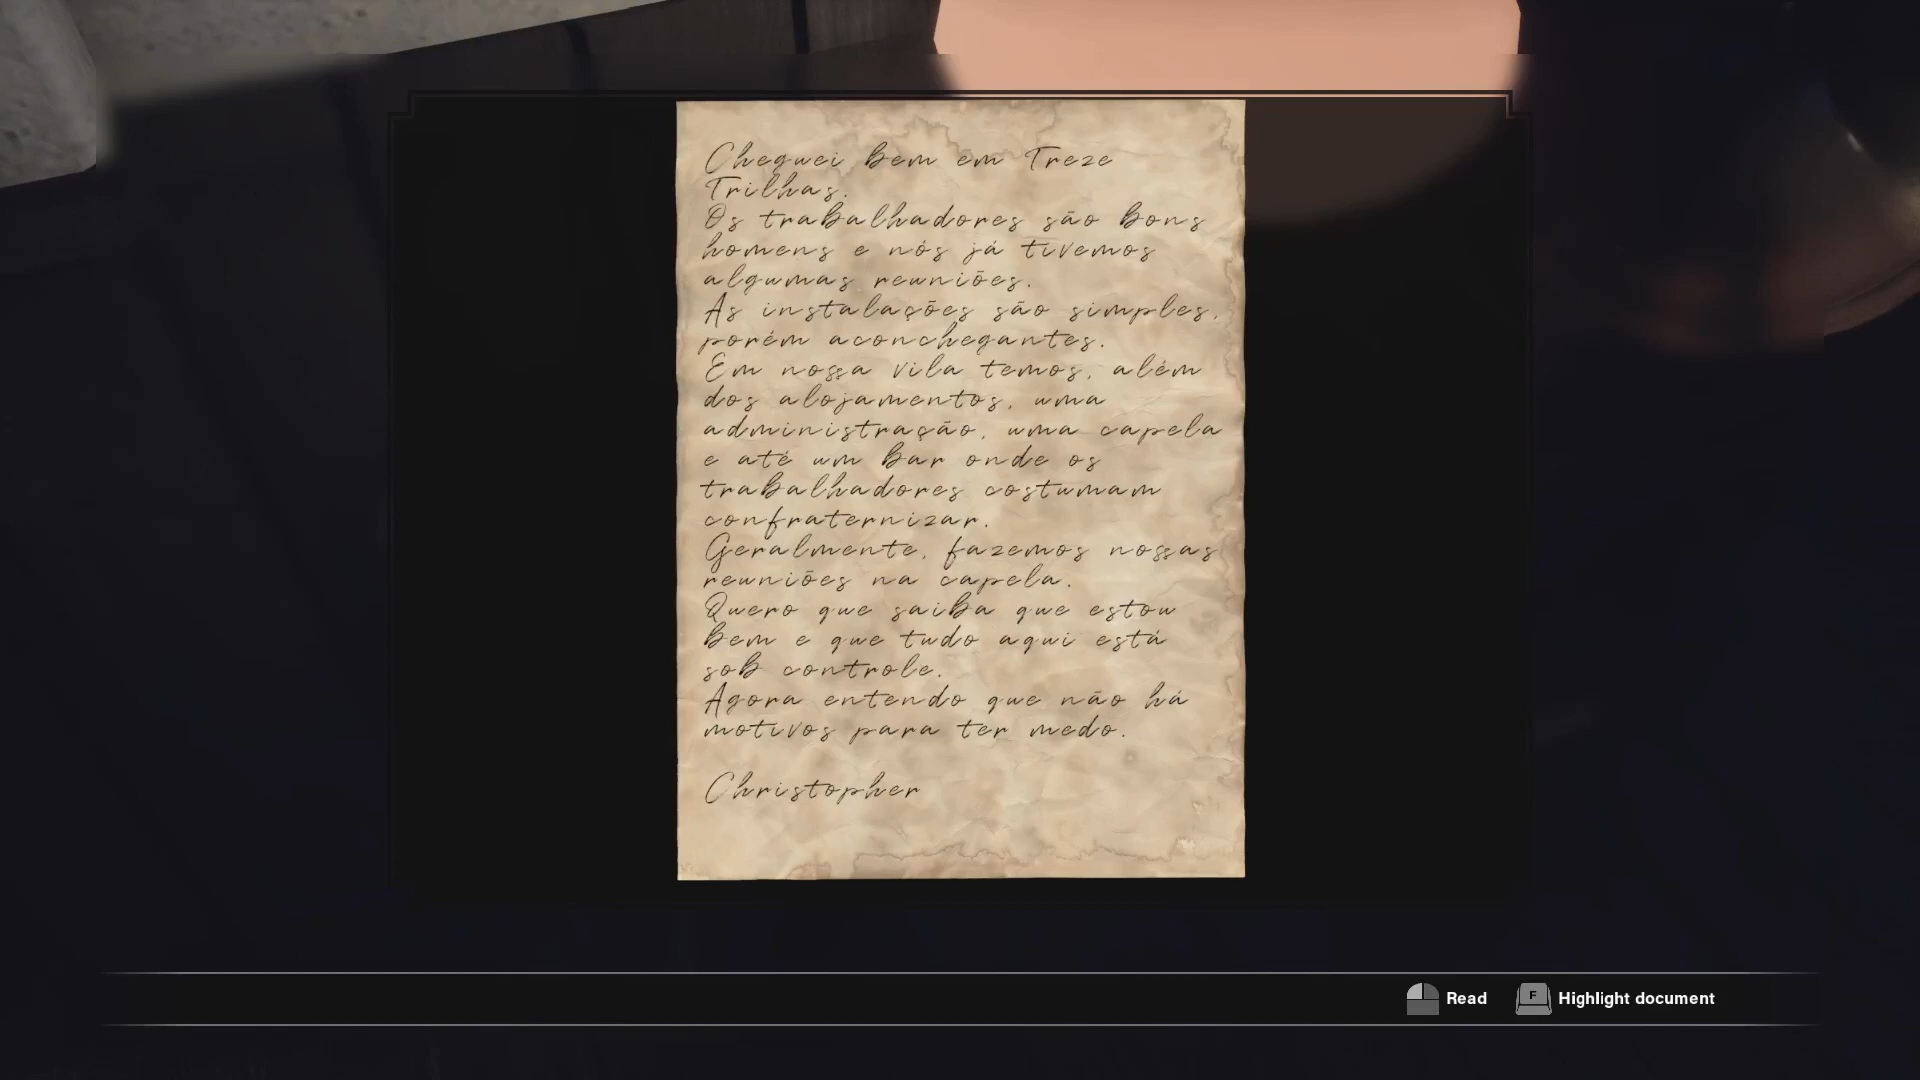 Cheguei bem em Treze
Trilhas.
Os trabalhadores são bons
homens e nós já tivemos
algumas reuniões.
As instalações são simples,
porém aconchegantes.
Em nossa vila temos, além
dos alojamentos, uma
administração, uma capela
e até um bar onde os
trabalhadores costumam
confraternizar.
Geralmente, fazemos nossas
reuniões na capela.
Quero que saiba que estou
bem e que tudo aqui está
sob controle.
Agora entendo que não há
motivos para ter medo.
Christopher
Read F Highlight document